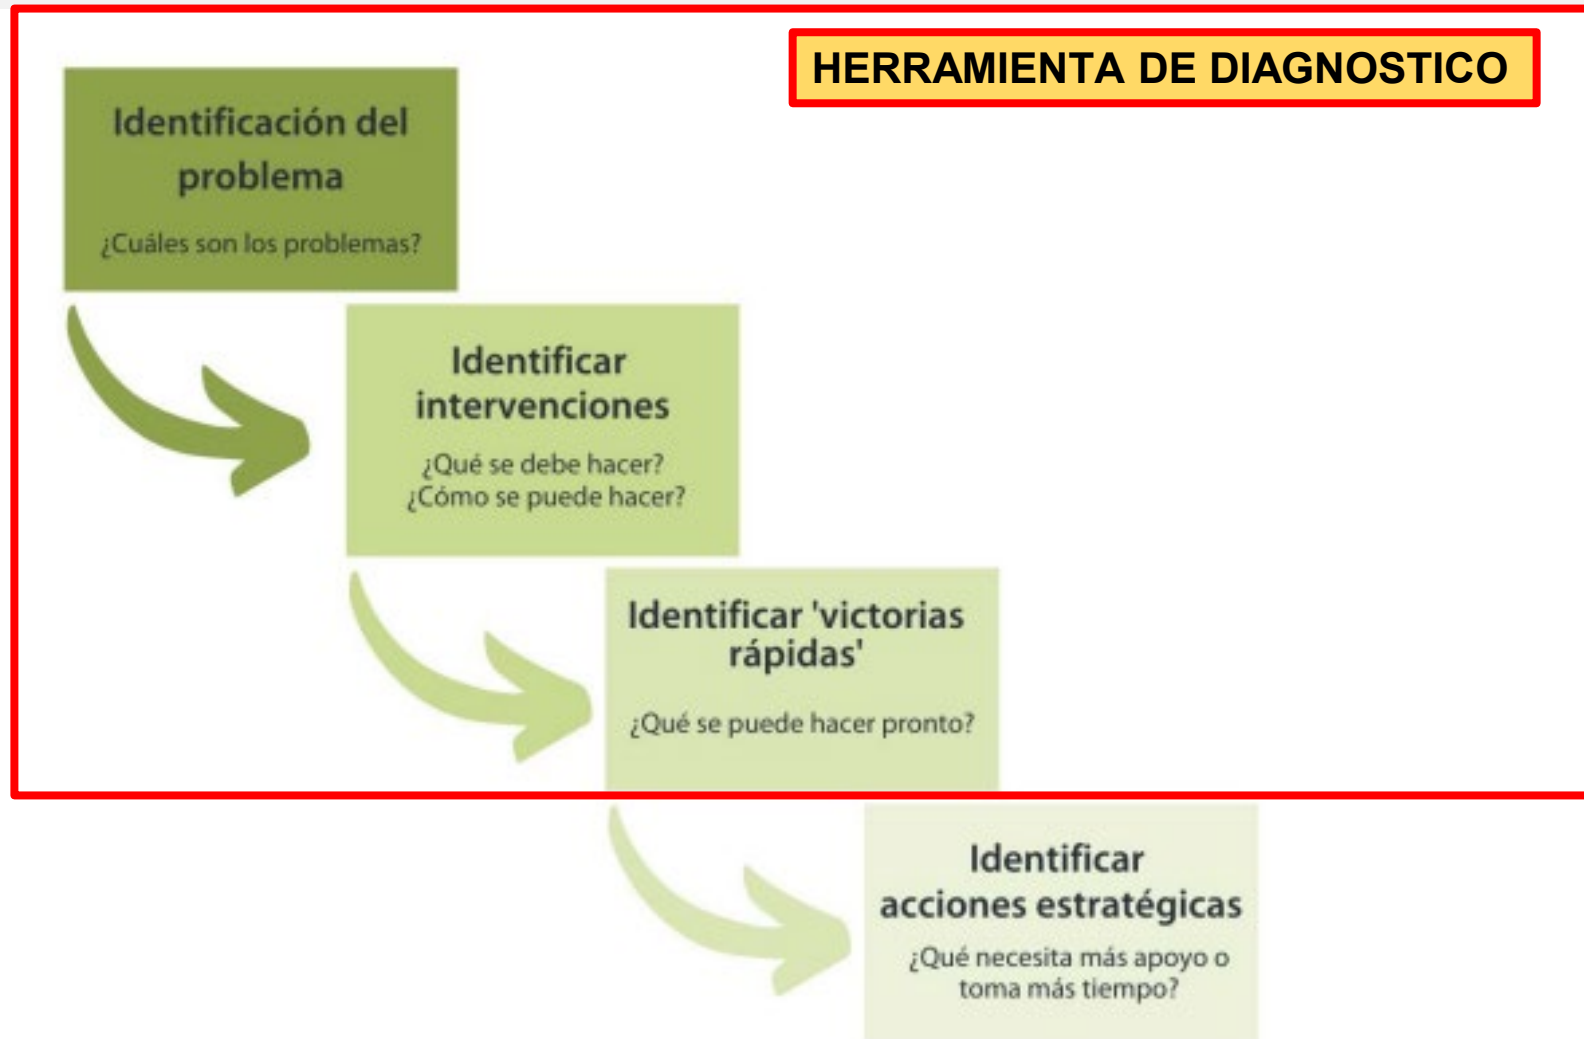 HERRAMIENTA DE DIAGNOSTICO
Identificación del
problema
¿Cuáles son los problemas?
Identificar
intervenciones
¿Qué se debe hacer?
¿Cómo se puede hacer?
Identificar 'victorias
rápidas'
¿Qué se puede hacer pronto?
Identificar
acciones estratégicas
¿Qué necesita más apoyo o
toma más tiempo?